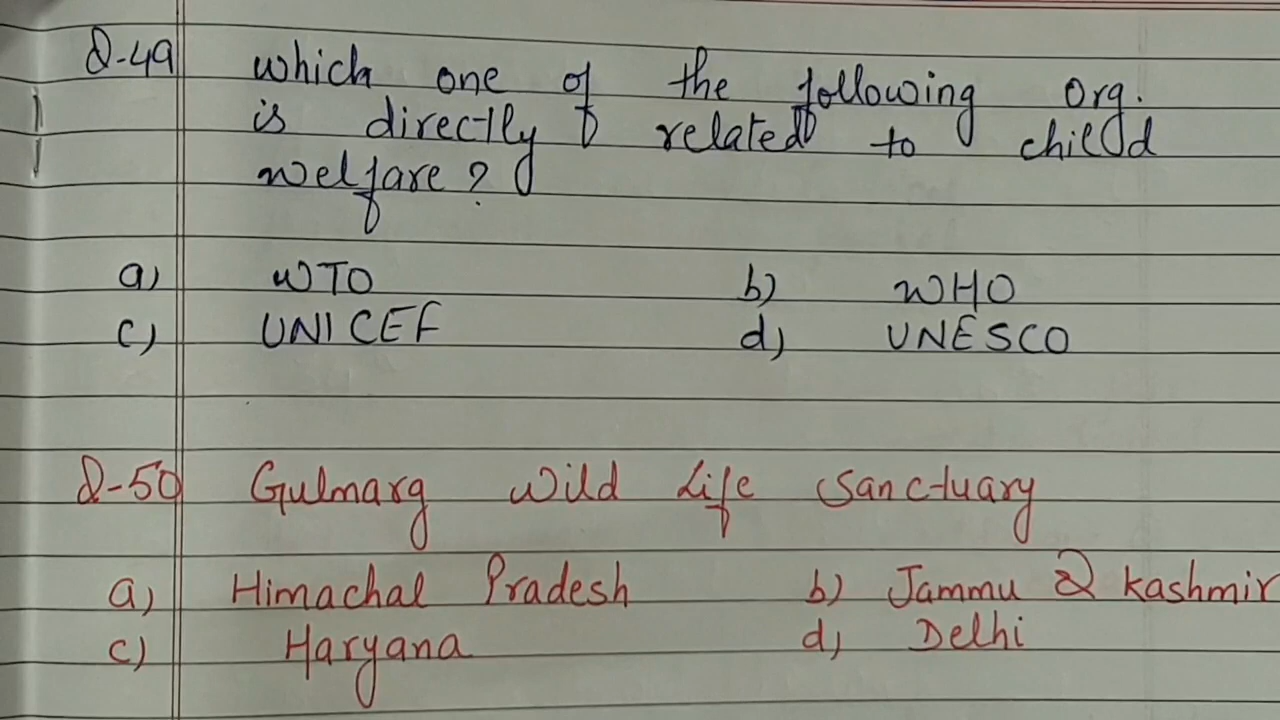 Q-49 which one of the following org.
is directly related to child
welfare?
a) WTO b) WHO
c) UNICEF d) UNESCO
Q-50 Gulmarg Wild Life Sanctuary
a) Himachal Pradesh b) Jammu & Kashmir
c) Haryana d) Delhi